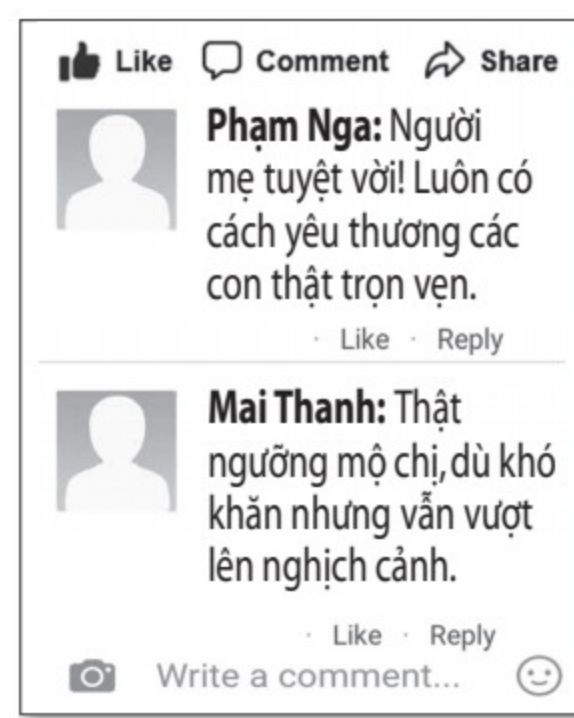 Like Comment Share
Phạm Nga: Người
mẹ tuyệt vời! Luôn có
cách yêu thương các
con thật trọn vẹn.
· Like · Reply
Mai Thanh: Thật
ngưỡng mộ chị, dù khó
khăn nhưng vẫn vượt
lên nghịch cảnh.
· Like · Reply
Write a comment...